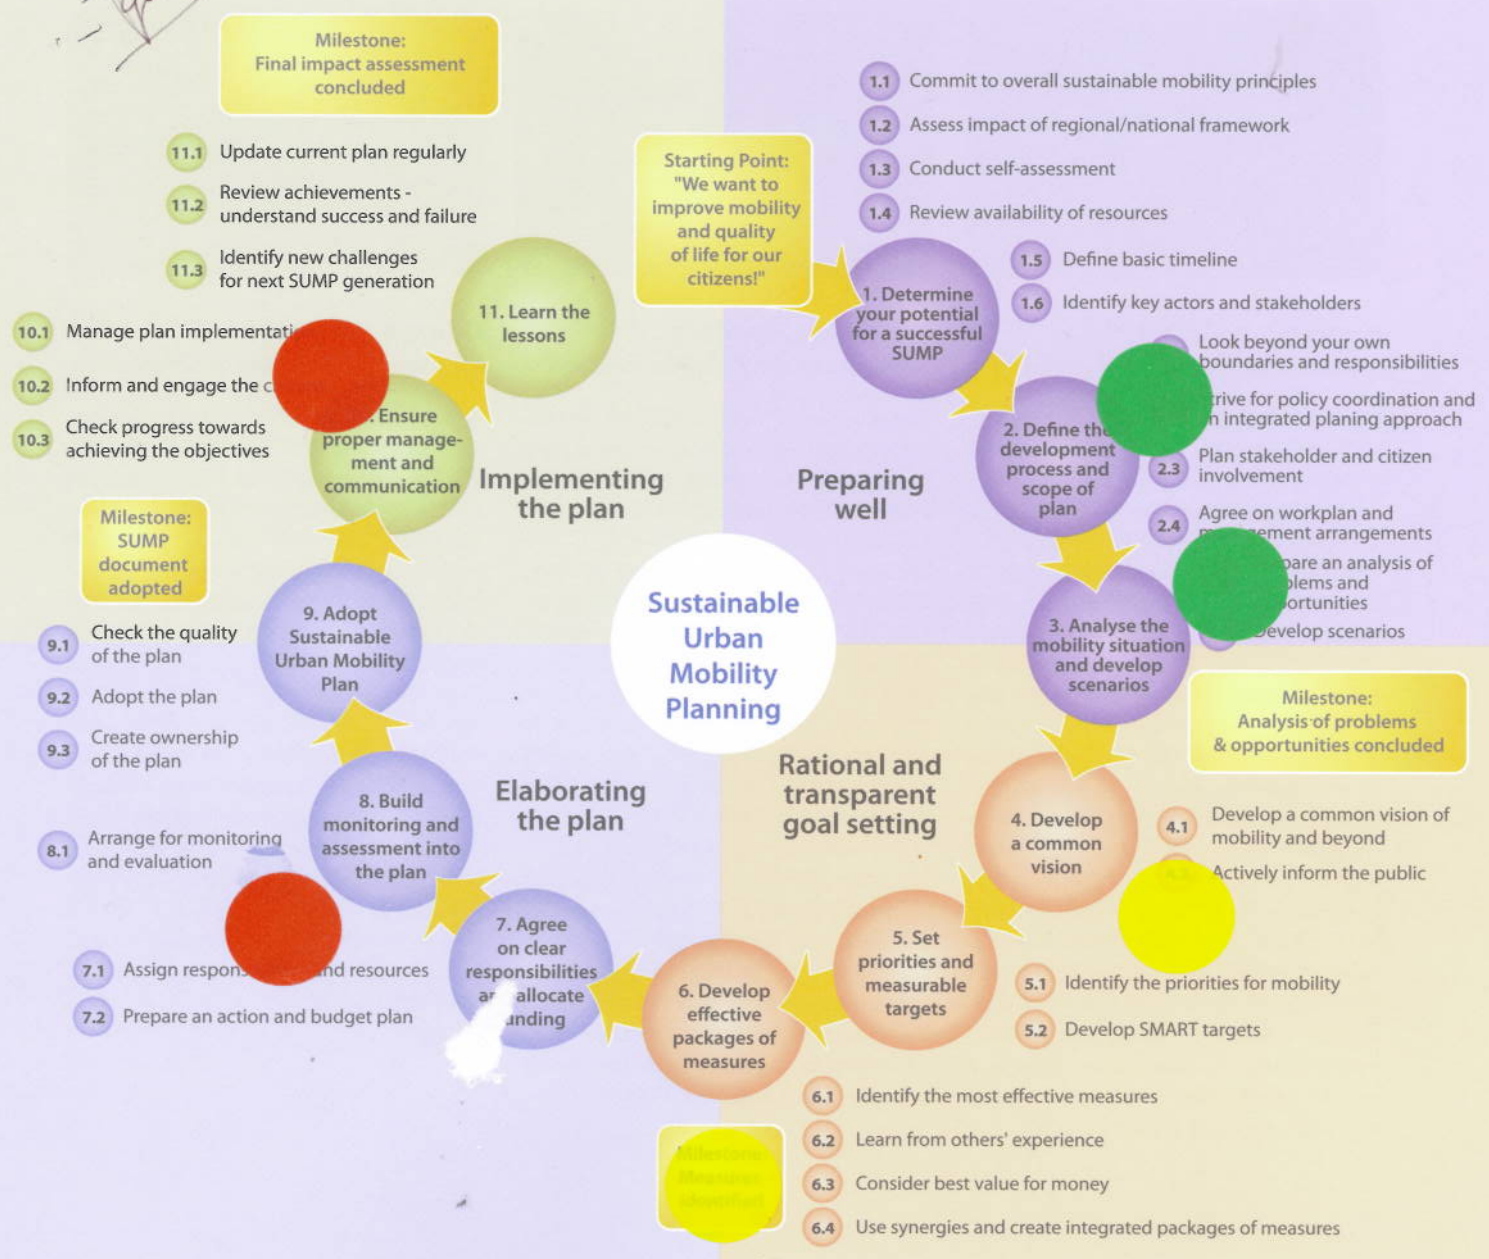 Milestone:
Final impact assessment
concluded
11.1 Update current plan regularly
11.2 Review achievements -
understand success and failure
11.3 Identify new challenges
for next SUMP generation
11. Learn the
lessons
10.1 Manage plan
10.2 Inform and engage the
10.3 Check progress towards
achieving the objectives
Ensure
proper manage-
ment and
communication
Implementing
the plan
Starting Point:
"We want to
improve mobility
and quality
of life for our
citizens!"
1.1 Commit to overall sustainable mobility principles
1.2 Assess impact of regional/national framework
1.3 Conduct self-assessment
1.4 Review availability of resources
1.5 Define basic timeline
1.6 Identify key actors and stakeholders
1. Determine
your potential
for a successful
SUMP
Look beyond your own
boundaries and responsibilities
for policy coordination and
integrated planing approach
2.3 Plan stakeholder and citizen
involvement
2.4 Agree on workplan and
arrangements
2. Define the
development
process and
scope of
plan
Preparing
well
an analysis of
and
Develop scenarios
3. Analyse the
mobility situation
and develop
scenarios
Milestone:
Analysis of problems
& opportunities concluded
Sustainable
Urban
Mobility
Planning
Milestone:
SUMP
document
adopted
9. Adopt
Sustainable
Urban Mobility
Plan
9.1 Check the quality
of the plan
9.2 Adopt the plan
9.3 Create ownership
of the plan
8. Build
monitoring and
assessment into
the plan
8.1 Arrange for monitoring
and evaluation
Elaborating
the plan
Rational and
transparent
goal setting
4. Develop
a common
vision
4.1 Develop a common vision of
mobility and beyond
Actively inform the public
5. Set
priorities and
measurable
targets
5.1 Identify the priorities for mobility
5.2 Develop SMART targets
7. Agree
on clear
responsibilities
allocate
7.1 Assign resources
7.2 Prepare an action and budget plan
6. Develop
effective
packages of
measures
6.1 Identify the most effective measures
6.2 Learn from others' experience
6.3 Consider best value for money
6.4 Use synergies and create integrated packages of measures
Milestone:
Measures
identified